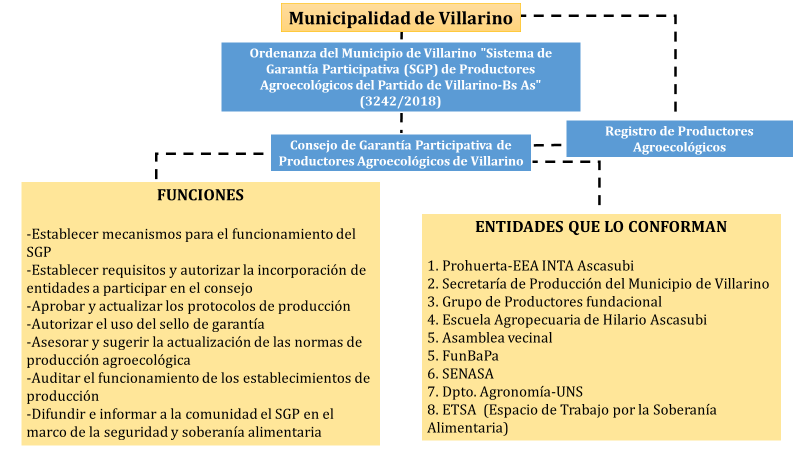 Municipalidad de Villarino
Ordenanza del Municipio de Villarino "Sistema de
Garantía Participativa (SGP) de Productores
Agroecológicos del Partido de Villarino-Bs As"
(3242/2018)
Consejo de Garantía Participativa de
Productores Agroecológicos de Villarino
Registro de Productores
Agroecológicos
FUNCIONES
-Establecer mecanismos para el funcionamiento del
SGP
-Establecer requisitos y autorizar la incorporación de
entidades a participar en el consejo
-Aprobar y actualizar los protocolos de producción
-Autorizar el uso del sello de garantía
-Asesorar y sugerir la actualización de las normas de
producción agroecológica
-Auditar el funcionamiento de los establecimientos de
producción
-Difundir e informar a la comunidad el SGP en el
marco de la seguridad y soberanía alimentaria
ENTIDADES QUE LO CONFORMAN
1. Prohuerta-EEA INTA Ascasubi
2. Secretaría de Producción del Municipio de Villarino
3. Grupo de Productores fundacional
4. Escuela Agropecuaria de Hilario Ascasubi
5. Asamblea vecinal
5. FunBaPa
6. SENASA
7. Dpto. Agronomía-UNS
8. ETSA (Espacio de Trabajo por la Soberanía
Alimentaria)